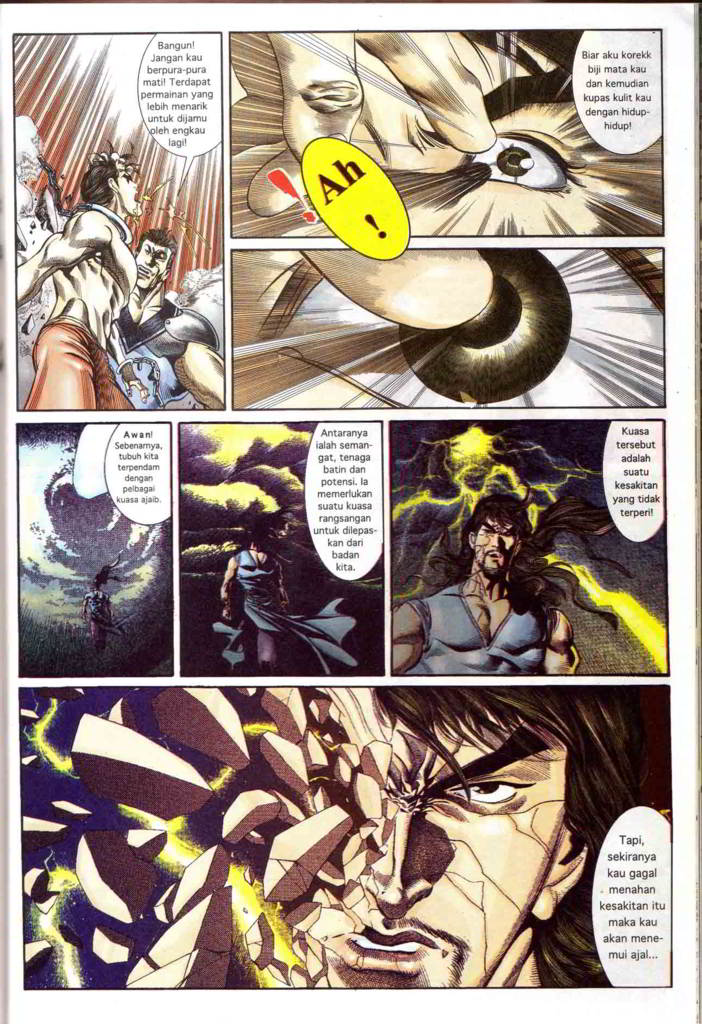 Bangun!
Jangan kau
berpura-pura
mati! Terdapat
permainan yang
lebih menarik
untuk dijamu
oleh engkau
lagi!
Biar aku korekk
biji mata kau
dan kemudian
kupas kulit kau
dengan hidup-
hidup!
Ah
!
Awan!
Sebenarnya,
tubuh kita
terpendam
dengan
pelbagai
kuasa ajaib.
Antaranya
ialah seman-
gat, tenaga
batin dan
potensi. Ia
memerlukan
suatu kuasa
rangsangan
untuk dilepas-
kan dari
badan
kita.
Kuasa
tersebut
adalah
suatu
kesakitan
yang tidak
terperi!
Tapi,
sekiranya
kau gagal
menahan
kesakitan itu
maka kau
akan mene-
mui ajal...